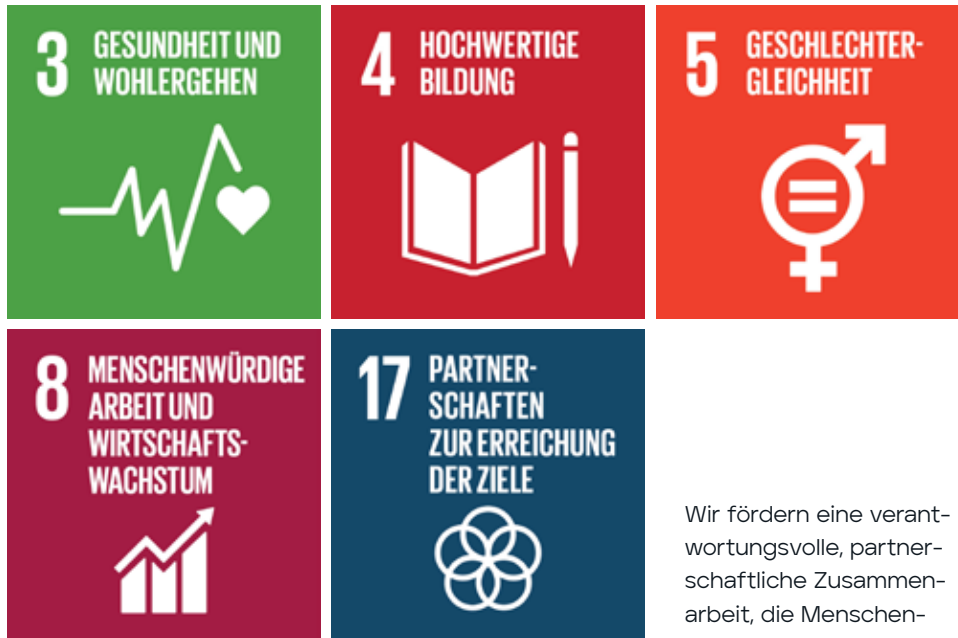 3 GESUNDHEIT UND
WOHLERGEHEN
4 HOCHWERTIGE
BILDUNG
5 GESCHLECHTER-
GLEICHHEIT
8 MENSCHENWÜRDIGE
ARBEIT UND
WIRTSCHAFTS-
WACHSTUM
17 PARTNER-
SCHAFTEN
ZUR ERREICHUNG
DER ZIELE
Wir fördern eine verant-
wortungsvolle, partner-
schaftliche Zusammen-
arbeit, die Menschen-